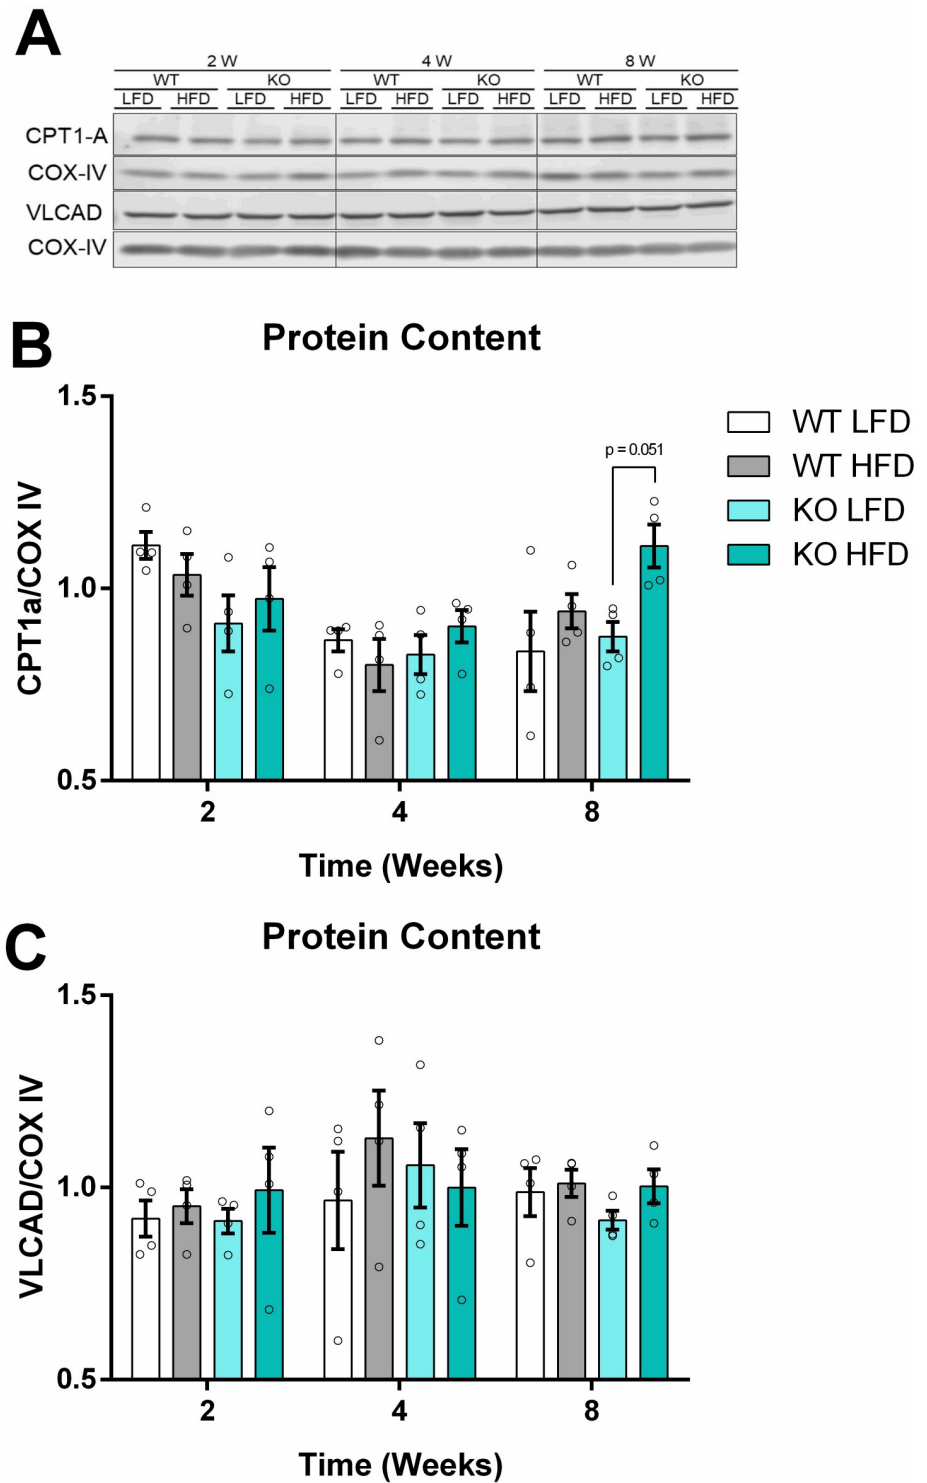 A
2 W 4 W 8 W
WT KO WT KO WT KO
LFD HFD LFD HFD LFD HFD LFD HFD LFD HFD LFD HFD
CPT1-A
COX-IV
VLCAD
COX-IV
B
Protein Content
CPT1a/COX IV
1.5
1.0
0.5
p = 0.051
WT LFD
WT HFD
KO LFD
KO HFD
2 4 8
Time (Weeks)
C
Protein Content
VLCAD/COX IV
1.5
1.0
0.5
2 4 8
Time (Weeks)